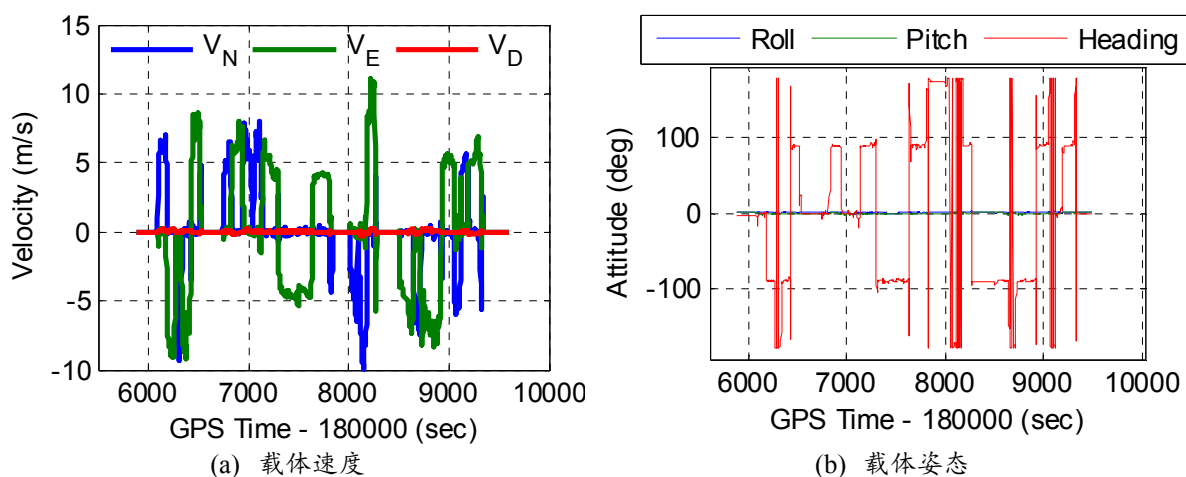 V_N V_E V_D
Velocity (m/s)
15
10
5
0
-5
-10
6000 7000 8000 9000 10000
GPS Time - 180000 (sec)
(a) 载体速度
Roll Pitch Heading
Attitude (deg)
100
0
-100
6000 7000 8000 9000 10000
GPS Time - 180000 (sec)
(b) 载体姿态